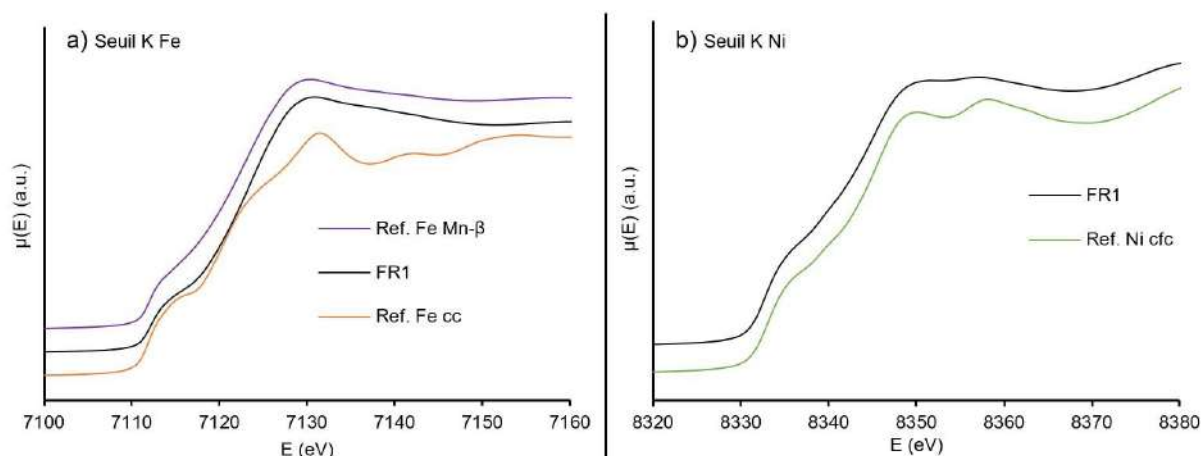 a) Seuil K Fe
μ(E) (a.u.)
Ref. Fe Mn-β
FR1
Ref. Fe cc
7100 7110 7120 7130 7140 7150 7160
E (eV)
b) Seuil K Ni
μ(E) (a.u.)
FR1
Ref. Ni cfc
8320 8330 8340 8350 8360 8370 8380
E (eV)